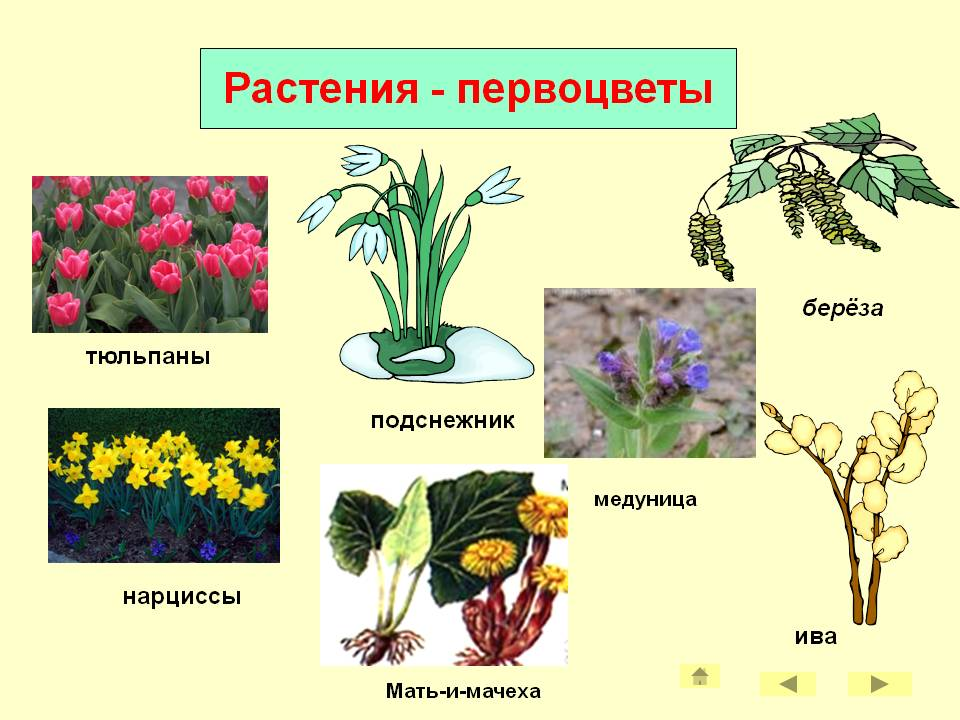 Растения - первоцветы
тюльпаны
подснежник
берёза
медуница
нарциссы
ива
Мать-и-мачеха